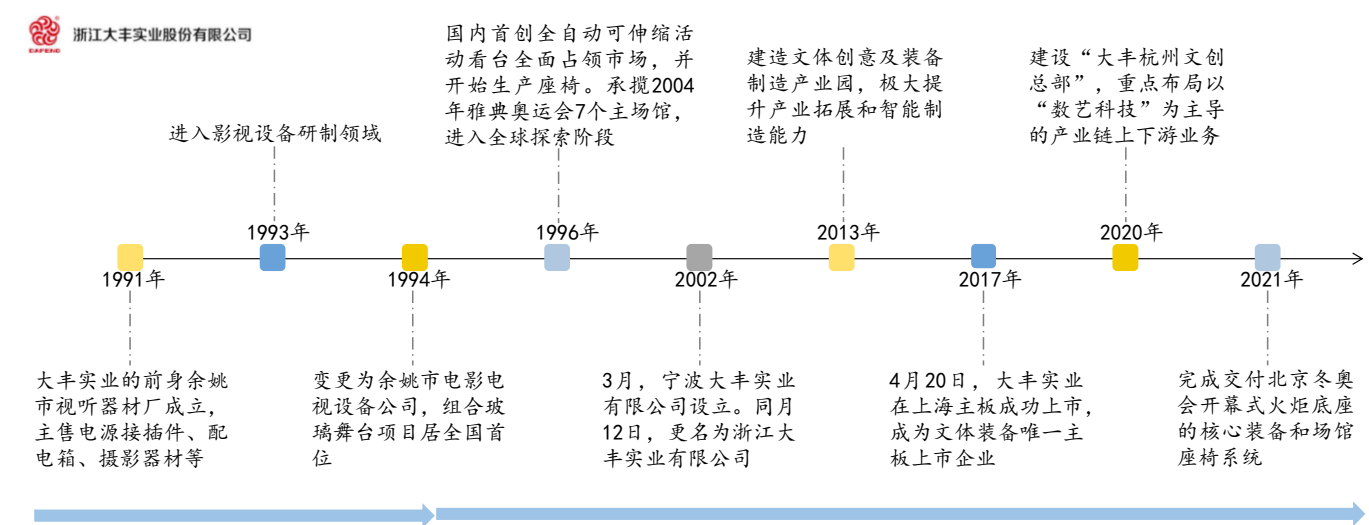 DAFENG
浙江大丰实业股份有限公司
国内首创全自动可伸缩活
动看台全面占领市场，并
开始生产座椅。承揽2004
年雅典奥运会7个主场馆，
进入全球探索阶段
建造文体创意及装备
制造产业园，极大提
升产业拓展和智能制
造能力
建设“大丰杭州文创
总部”，重点布局以
“数艺科技”为主导
的产业链上下游业务
进入影视设备研制领域
1993年
1996年
2013年
2020年
1991年
1994年
2002年
2017年
2021年
大丰实业的前身余姚
市视听器材厂成立，
主售电源接插件、配
电箱、摄影器材等
变更为余姚市电影电
视设备公司，组合玻
璃舞台项目居全国首
位
3月，宁波大丰实业
有限公司设立。同月
12日，更名为浙江大
丰实业有限公司
4月20日，大丰实业
在上海主板成功上市，
成为文体装备唯一主
板上市企业
完成交付北京冬奥
会开幕式火炬底座
的核心装备和场馆
座椅系统